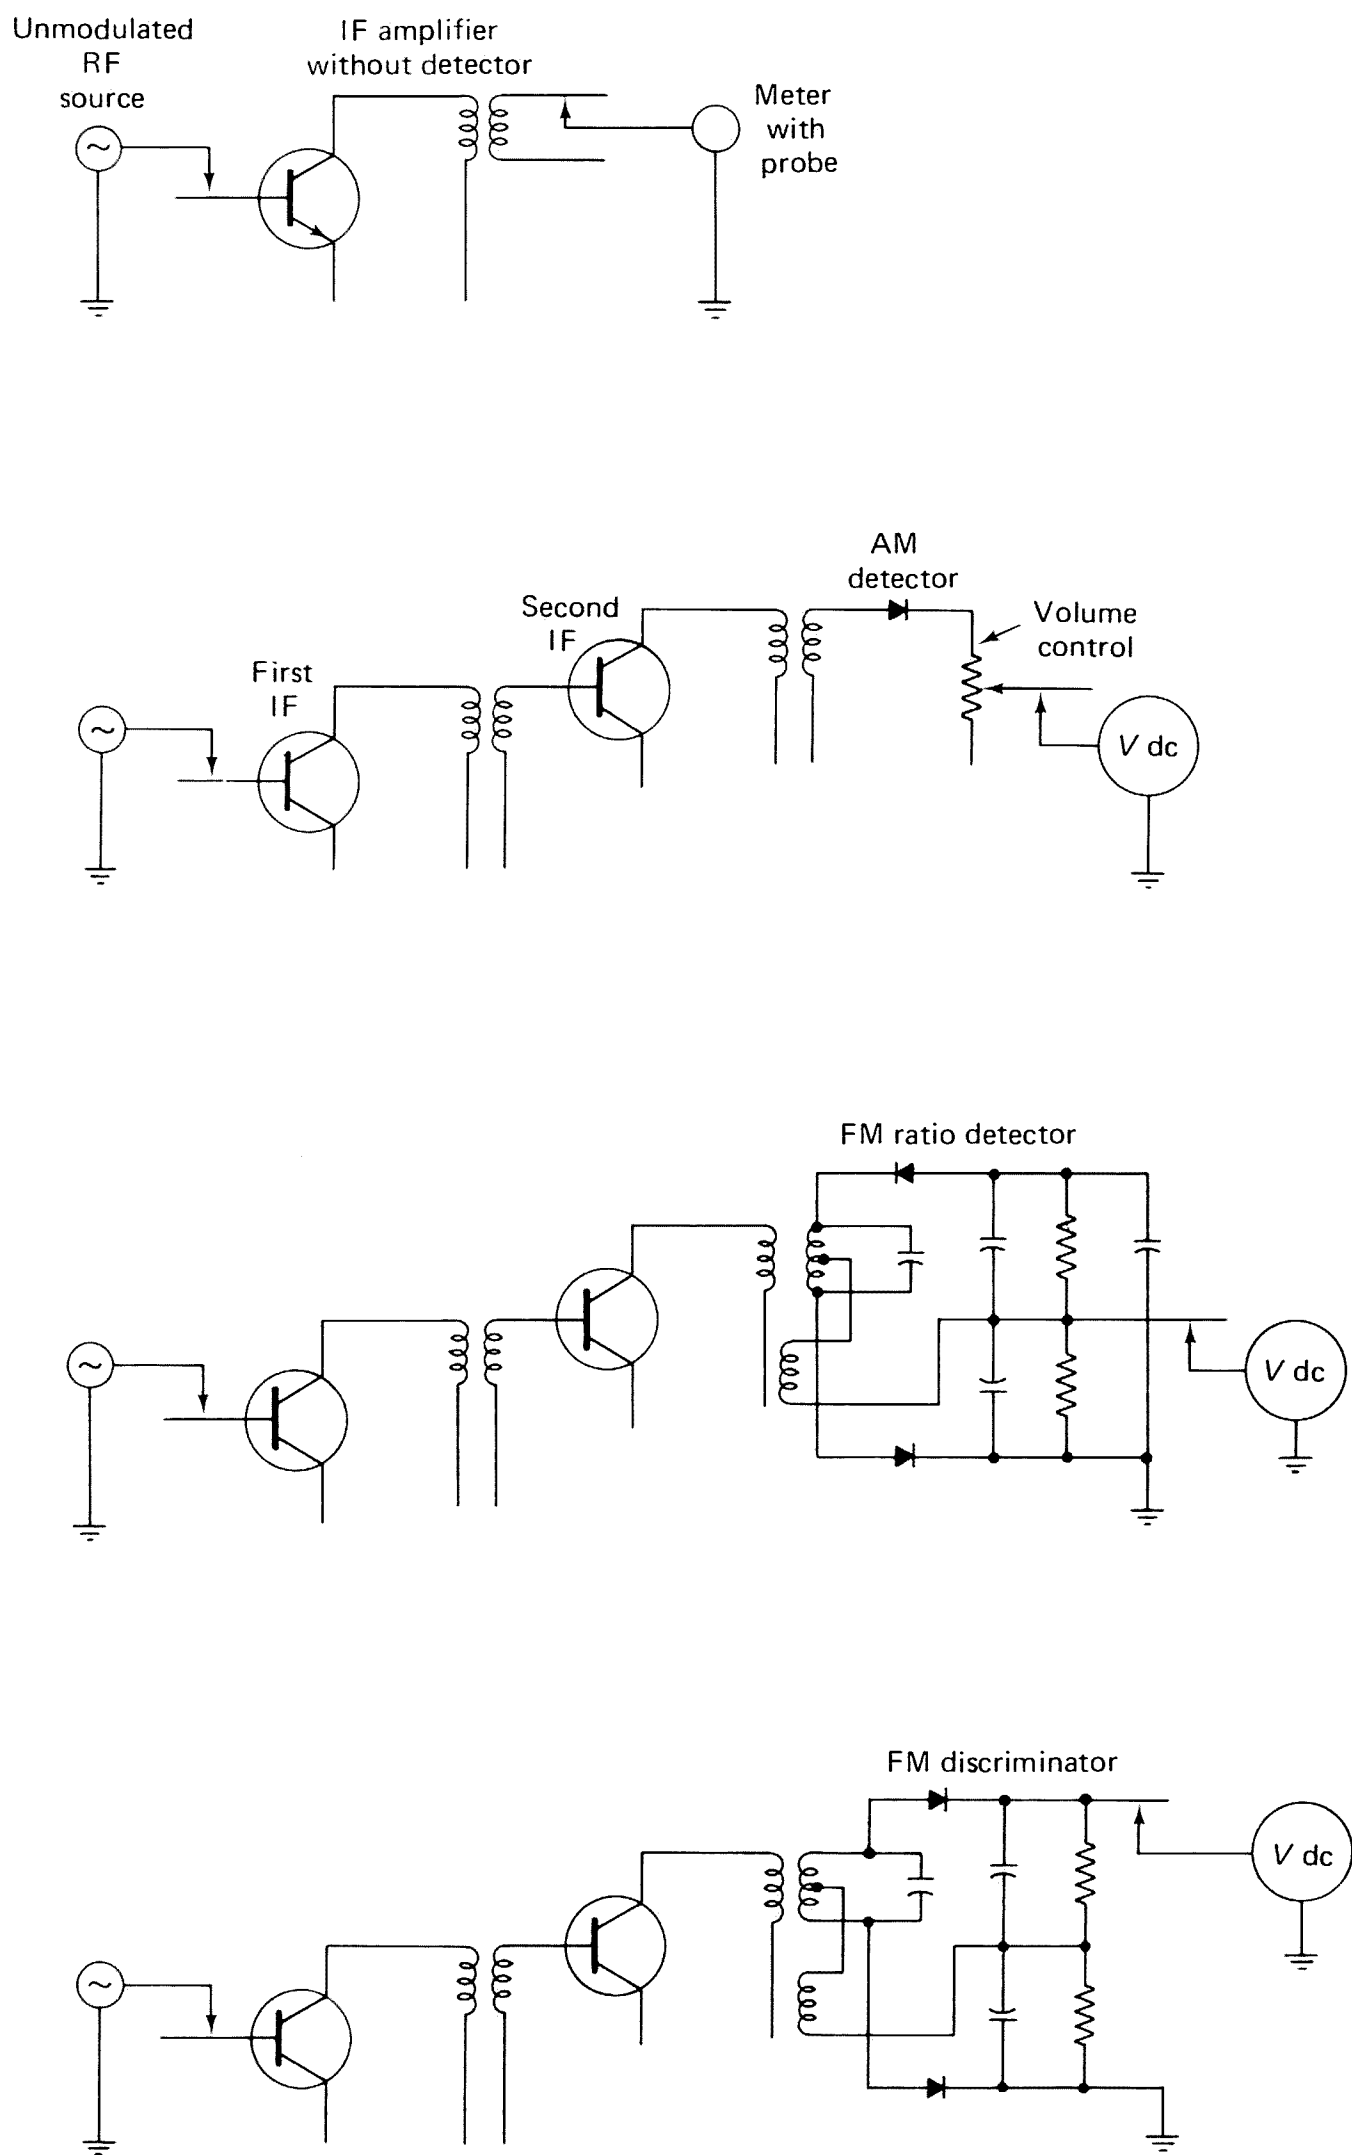 Unmodulated
RF
source
IF amplifier
without detector
Meter
with
probe
AM
detector
Second
IF
Volume
control
First
IF
~
~
V dc
FM ratio detector
~
V dc
FM discriminator
~
V dc